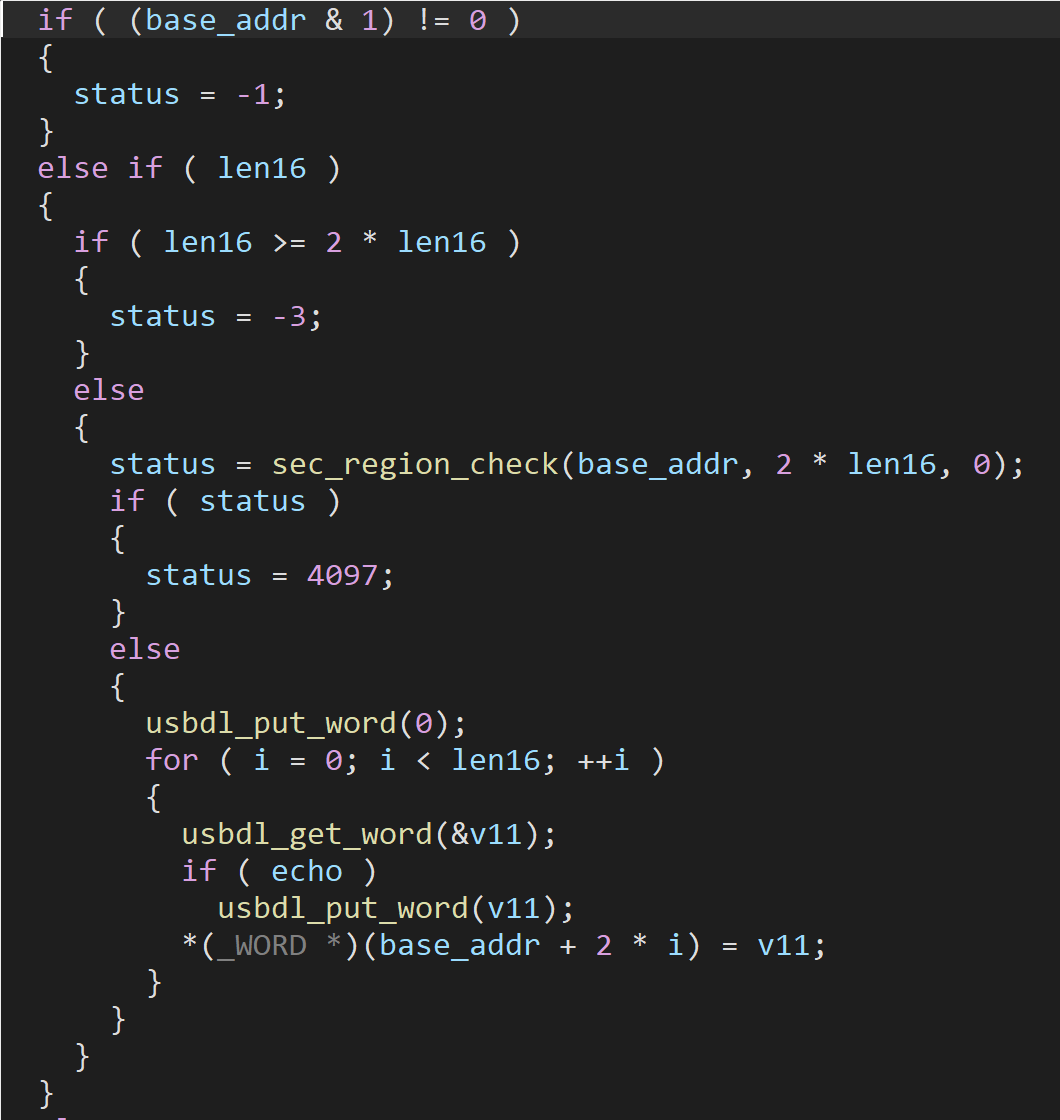 if ( (base_addr & 1) != 0 )
{
  status = -1;
}
else if ( len16 )
{
  if ( len16 >= 2 * len16 )
  {
    status = -3;
  }
  else
  {
    status = sec_region_check(base_addr, 2 * len16, 0);
    if ( status )
    {
      status = 4097;
    }
    else
    {
      usbdl_put_word(0);
      for ( i = 0; i < len16; ++i )
      {
        usbdl_get_word(&v11);
        if ( echo )
          usbdl_put_word(v11);
        *(_WORD *)(base_addr + 2 * i) = v11;
      }
    }
  }
}